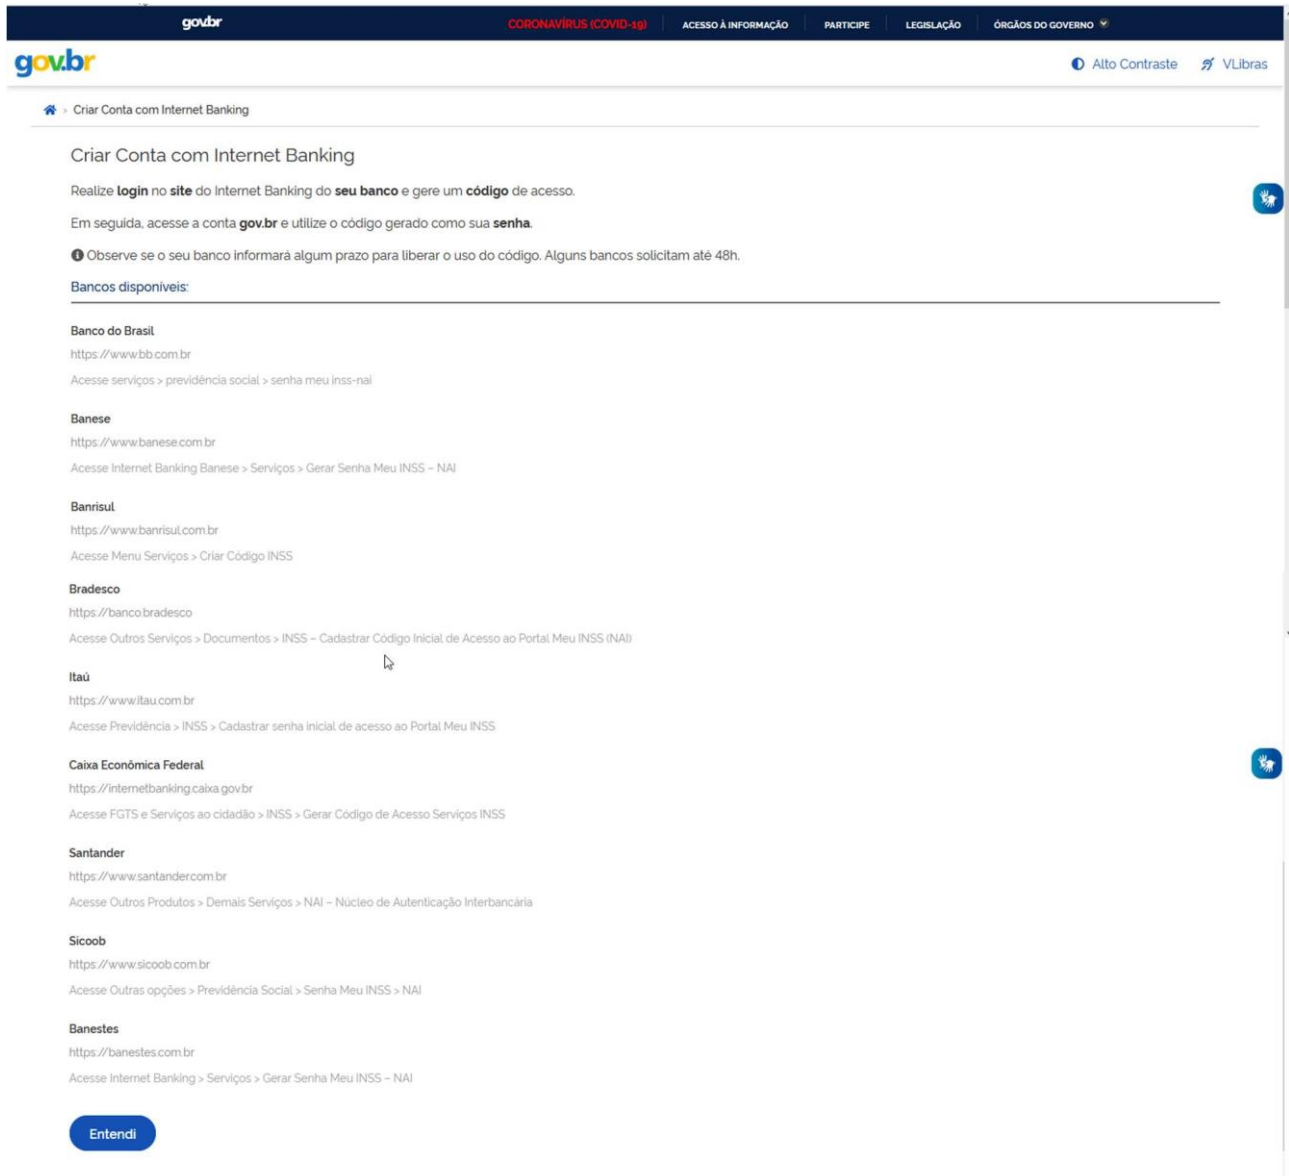 gov.br
CORONAVÍRUS (COVID-19)
ACESSO À INFORMAÇÃO
PARTICIPE
LEGISLAÇÃO
ÓRGÃOS DO GOVERNO
gov.br
Alto Contraste
VLibras
> Criar Conta com Internet Banking
Criar Conta com Internet Banking
Realize login no site do Internet Banking do seu banco e gere um código de acesso.
Em seguida, acesse a conta gov.br e utilize o código gerado como sua senha.
Observe se o seu banco informará algum prazo para liberar o uso do código. Alguns bancos solicitam até 48h.
Bancos disponíveis:
Banco do Brasil
https://www.bb.com.br
Acesse serviços > previdência social > senha meu inss-nai
Banese
https://www.banese.com.br
Acesse Internet Banking Banese > Serviços > Gerar Senha Meu INSS – NAI
Banrisul
https://www.banrisul.com.br
Acesse Menu Serviços > Criar Código INSS
Bradesco
https://banco.bradesco
Acesse Outros Serviços > Documentos > INSS – Cadastrar Código Inicial de Acesso ao Portal Meu INSS (NAI)
Itaú
https://www.itau.com.br
Acesse Previdência > INSS > Cadastrar senha inicial de acesso ao Portal Meu INSS
Caixa Econômica Federal
https://internetbanking.caixa.gov.br
Acesse FGTS e Serviços ao cidadão > INSS > Gerar Código de Acesso Serviços INSS
Santander
https://www.santander.com.br
Acesse Outros Produtos > Demais Serviços > NAI – Núcleo de Autenticação Interbancária
Sicoob
https://www.sicoob.com.br
Acesse Outras opções > Previdência Social > Senha Meu INSS > NAI
Banestes
https://banestes.com.br
Acesse Internet Banking > Serviços > Gerar Senha Meu INSS – NAI
Entendi